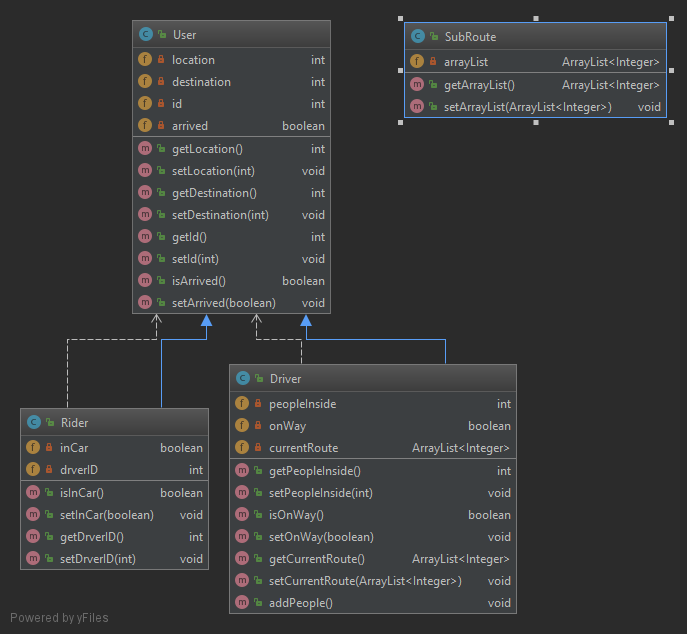 User
location int
destination int
id int
arrived boolean
getLocation() int
setLocation(int) void
getDestination() int
setDestination(int) void
getId() int
setId(int) void
isArrived() boolean
setArrived(boolean) void
SubRoute
arrayList ArrayList<Integer>
getArrayList() ArrayList<Integer>
setArrayList(ArrayList<Integer>) void
Rider
inCar boolean
drverID int
isInCar() boolean
setInCar(boolean) void
getDrverID() int
setDrverID(int) void
Driver
peopleInside int
onWay boolean
currentRoute ArrayList<Integer>
getPeopleInside() int
setPeopleInside(int) void
isOnWay() boolean
setOnWay(boolean) void
getCurrentRoute() ArrayList<Integer>
setCurrentRoute(ArrayList<Integer>) void
addPeople() void
Powered by yFiles